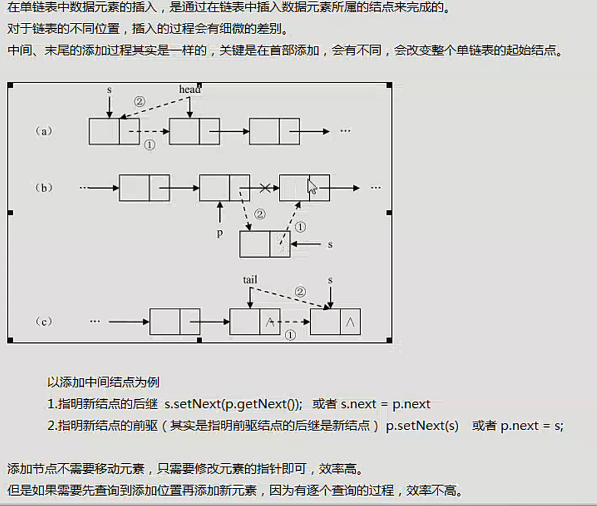 在单链表中数据元素的插入，是通过在链表中插入数据元素所属的结点来完成的。
对于链表的不同位置，插入的过程会有细微的差别。
中间、末尾的添加过程其实是一样的，关键是在首部添加，会有不同，会改变整个单链表的起始结点。
s head
②
(a) ① …
(b) … …
②
①
p
s
tail s
②
(c) … ∧ ∧
①
以添加中间结点为例
1.指明新结点的后继 s.setNext(p.getNext()); 或者 s.next = p.next
2.指明新结点的前驱（其实是指明前驱结点的后继是新结点）p.setNext(s) 或者 p.next = s;
添加节点不需要移动元素，只需要修改元素的指针即可，效率高。
但是如果需要先查询到添加位置再添加新元素，因为有逐个查询的过程，效率不高。